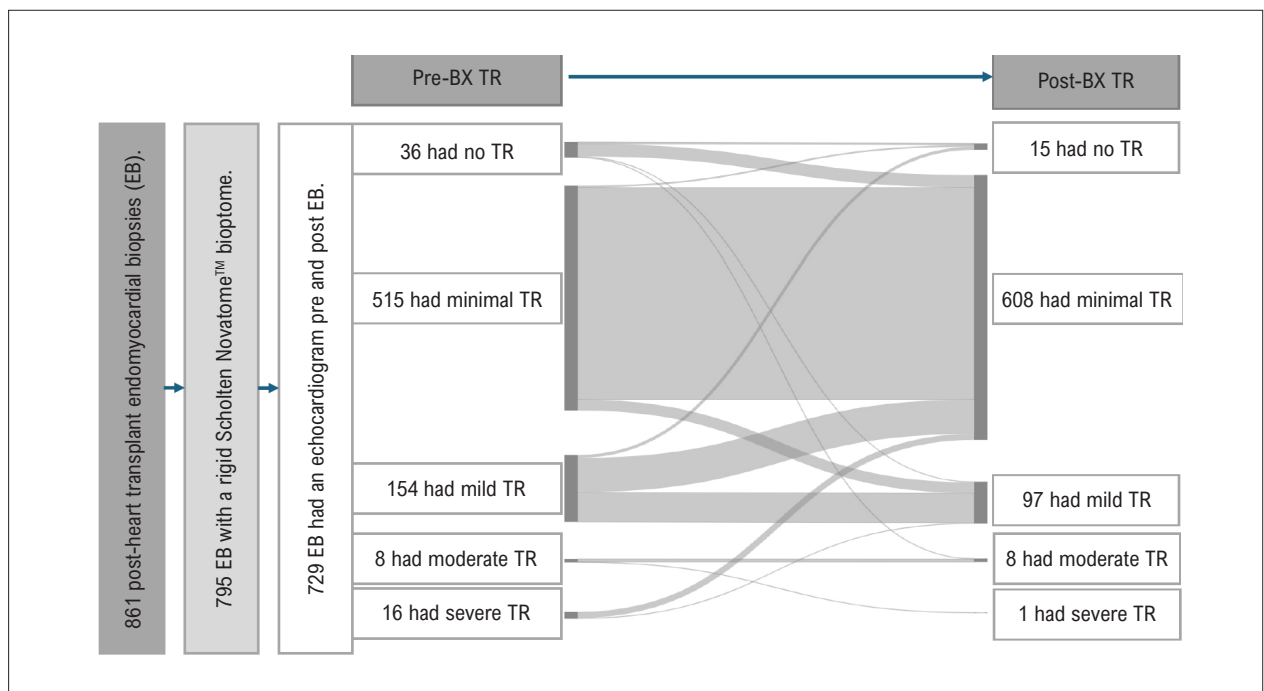 Pre-BX TR
Post-BX TR
861 post-heart transplant endomyocardial biopsies (EB).
795 EB with a rigid Scholten Novatome™ bioptome.
729 EB had an echocardiogram pre and post EB.
36 had no TR
515 had minimal TR
154 had mild TR
8 had moderate TR
16 had severe TR
15 had no TR
608 had minimal TR
97 had mild TR
8 had moderate TR
1 had severe TR